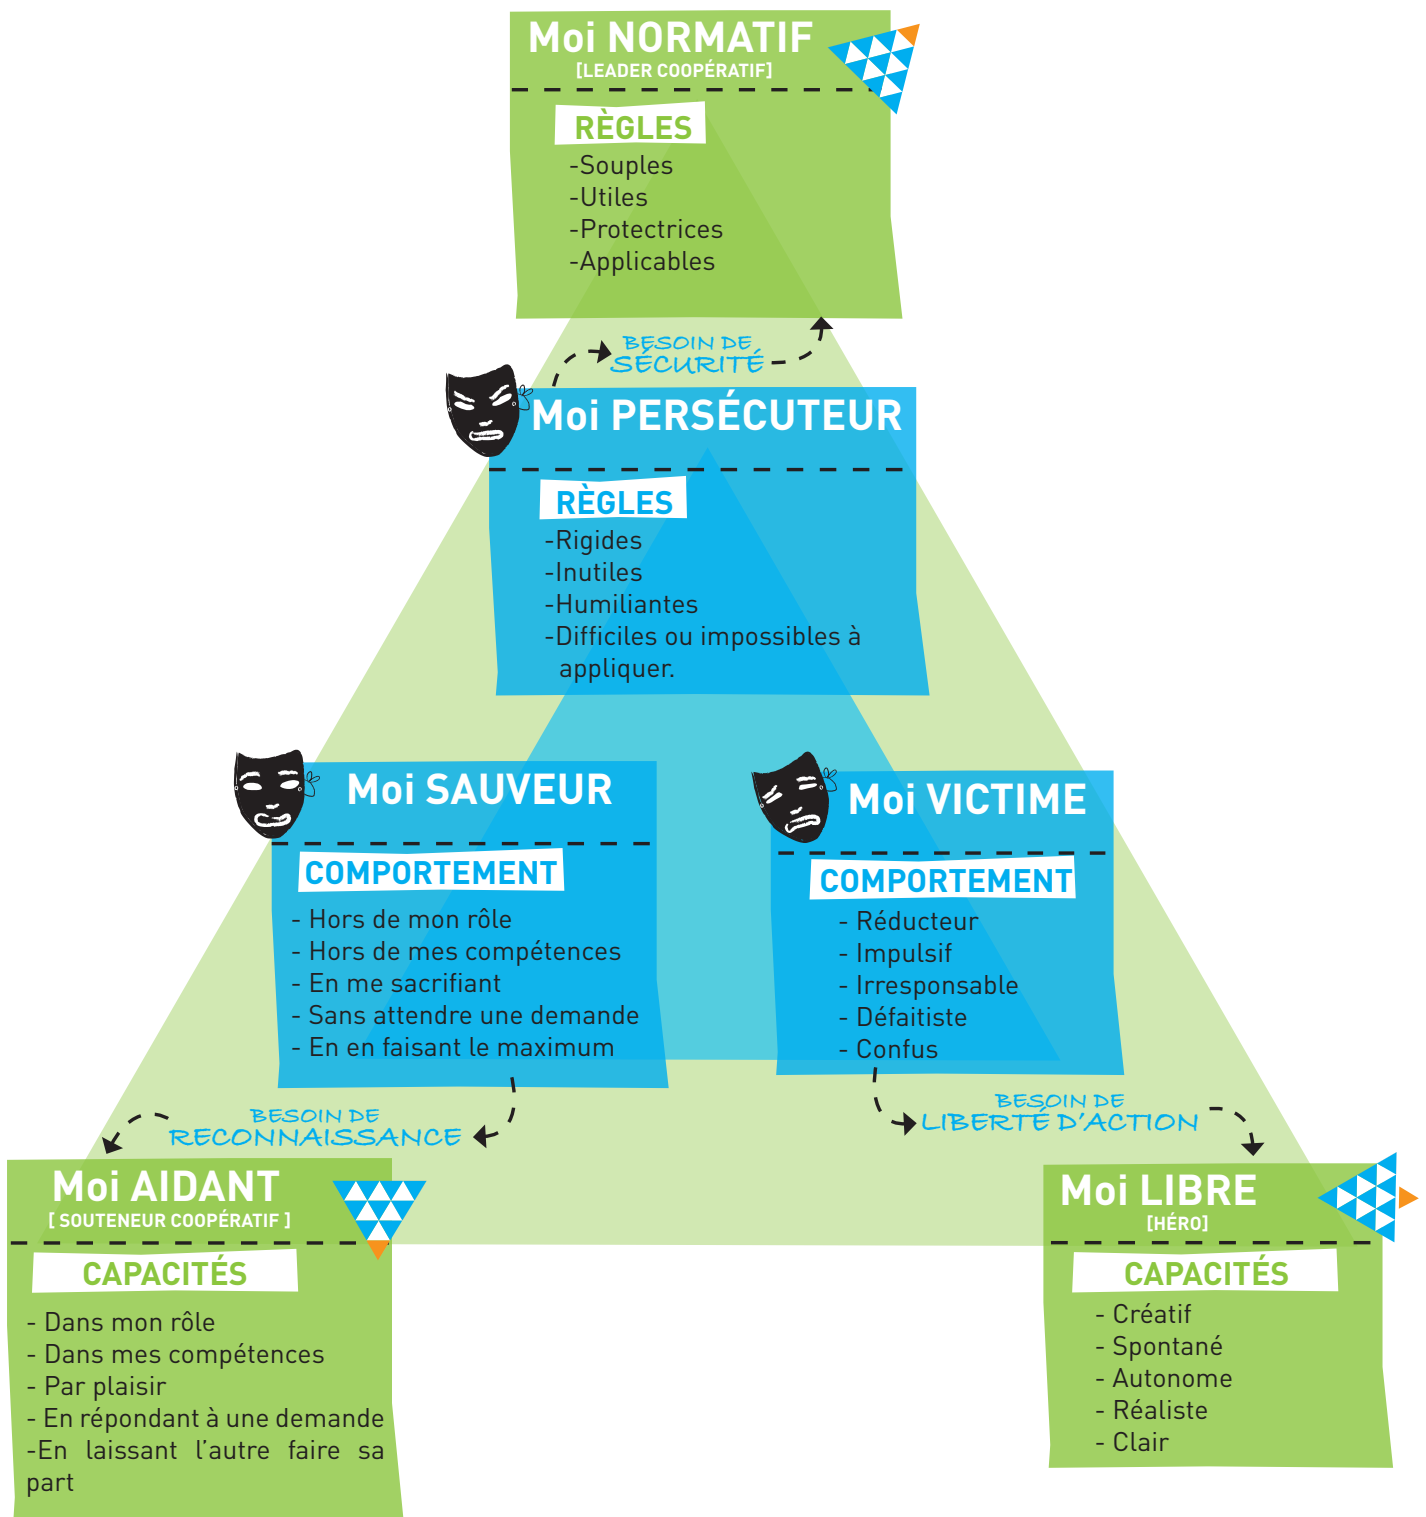 Moi NORMATIF
[LEADER COOPÉRATIF]
RÈGLES
-Souples
-Utiles
-Protectrices
-Applicables
BESOIN DE
SÉCURITÉ
Moi PERSÉCUTEUR
RÈGLES
-Rigides
-Inutiles
-Humiliantes
-Difficiles ou impossibles à
appliquer.
Moi SAUVEUR
COMPORTEMENT
- Hors de mon rôle
- Hors de mes compétences
- En me sacrifiant
- Sans attendre une demande
- En en faisant le maximum
Moi VICTIME
COMPORTEMENT
- Réducteur
- Impulsif
- Irresponsable
- Défaitiste
- Confus
BESOIN DE
RECONNAISSANCE
BESOIN DE
LIBERTÉ D'ACTION
Moi AIDANT
[ SOUTENEUR COOPÉRATIF ]
CAPACITÉS
- Dans mon rôle
- Dans mes compétences
- Par plaisir
- En répondant à une demande
-En laissant l'autre faire sa
part
Moi LIBRE
[HÉRO]
CAPACITÉS
- Créatif
- Spontané
- Autonome
- Réaliste
- Clair